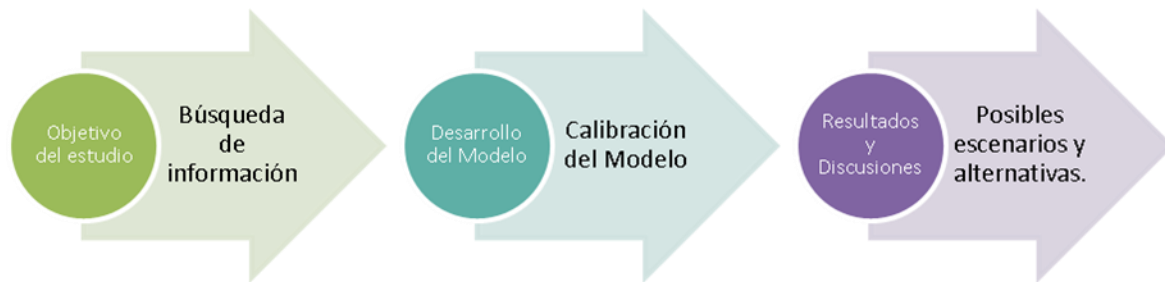 Objetivo
del estudio
Búsqueda
de
información
Desarrollo
del Modelo
Calibración
del Modelo
Resultados
y
Discusiones
Posibles
escenarios y
alternativas.